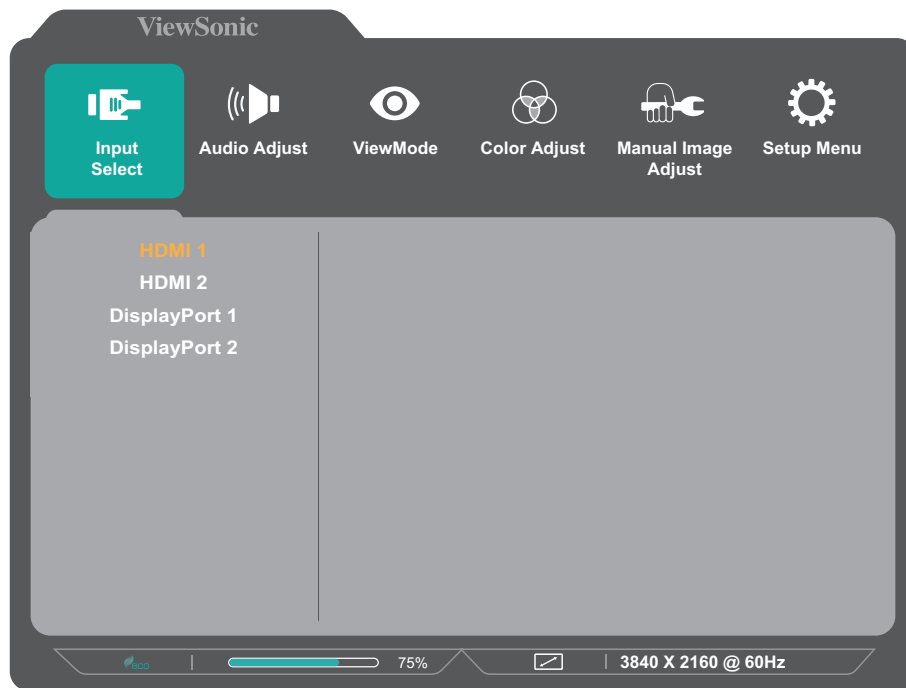 ViewSonic
Input
Select
Audio Adjust
ViewMode
Color Adjust
Manual Image
Adjust
Setup Menu
HDMI 1
HDMI 2
DisplayPort 1
DisplayPort 2
ECO
75%
3840 X 2160 @ 60Hz